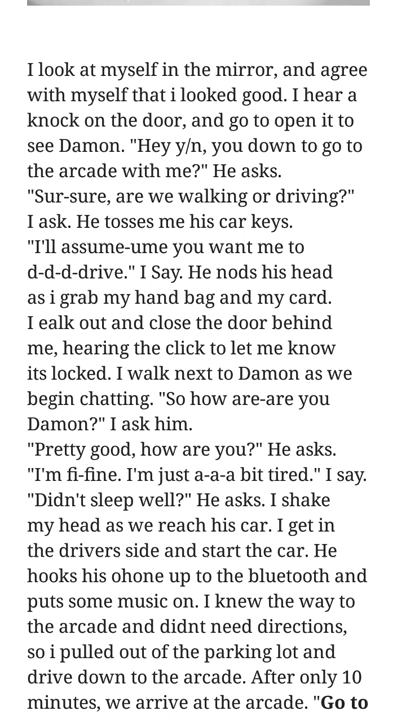 I look at myself in the mirror, and agree
with myself that i looked good. I hear a
knock on the door, and go to open it to
see Damon. "Hey y/n, you down to go to
the arcade with me?" He asks.
"Sur-sure, are we walking or driving?"
I ask. He tosses me his car keys.
"I'll assume-ume you want me to
d-d-d-drive." I Say. He nods his head
as i grab my hand bag and my card.
I ealk out and close the door behind
me, hearing the click to let me know
its locked. I walk next to Damon as we
begin chatting. "So how are-are you
Damon?" I ask him.
"Pretty good, how are you?" He asks.
"I'm fi-fine. I'm just a-a-a bit tired." I say.
"Didn't sleep well?" He asks. I shake
my head as we reach his car. I get in
the drivers side and start the car. He
hooks his ohone up to the bluetooth and
puts some music on. I knew the way to
the arcade and didnt need directions,
so i pulled out of the parking lot and
drive down to the arcade. After only 10
minutes, we arrive at the arcade. "Go to